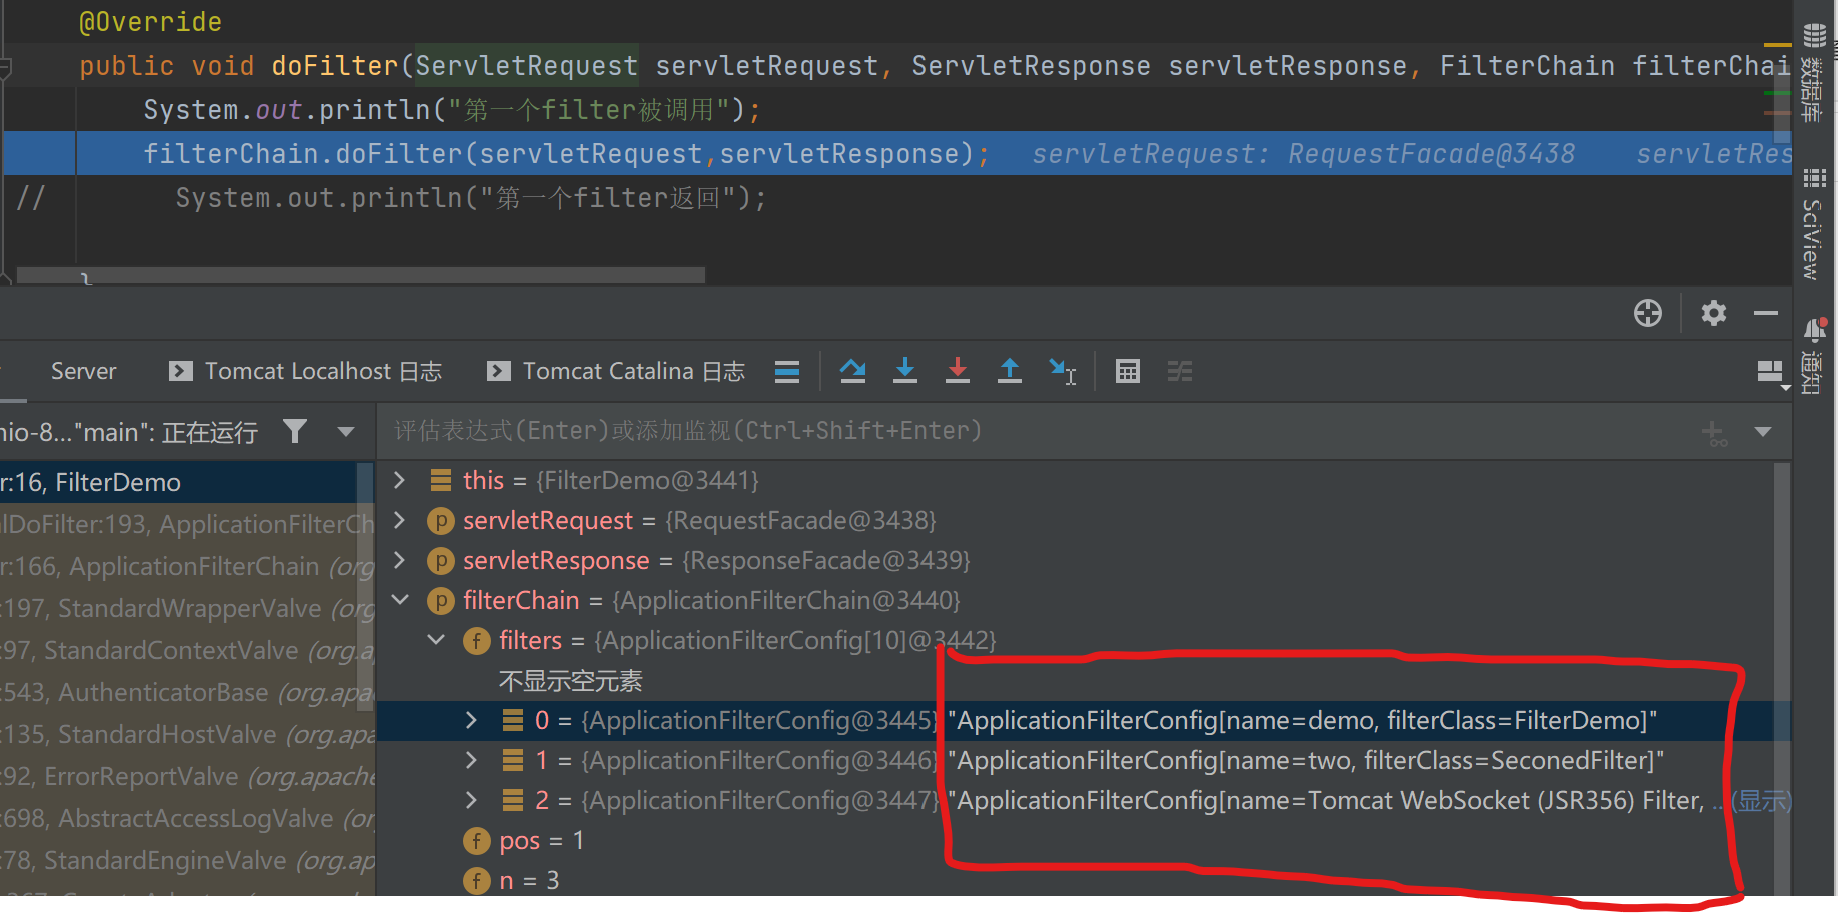 @Override
public void doFilter(ServletRequest servletRequest, ServletResponse servletResponse, FilterChain filterChai
System.out.println("第一个filter被调用");
filterChain.doFilter(servletRequest,servletResponse); servletRequest: RequestFacade@3438 servletRes
// System.out.println("第一个filter返回");
}
数据库
SciView
通知
Server Tomcat Localhost 日志 Tomcat Catalina 日志
nio-8..."main": 正在运行
评估表达式(Enter)或添加监视(Ctrl+Shift+Enter)
r:16, FilterDemo
alDoFilter:193, ApplicationFilterCh
r:166, ApplicationFilterChain (org
:197, StandardWrapperValve (org
:97, StandardContextValve (org.a
:543, AuthenticatorBase (org.apa
:135, StandardHostValve (org.apa
:92, ErrorReportValve (org.apache
:698, AbstractAccessLogValve (or
:78, StandardEngineValve (org.ap
this = {FilterDemo@3441}
p servletRequest = {RequestFacade@3438}
p servletResponse = {ResponseFacade@3439}
p filterChain = {ApplicationFilterChain@3440}
f filters = {ApplicationFilterConfig[10]@3442}
不显示空元素
0 = {ApplicationFilterConfig@3445} "ApplicationFilterConfig[name=demo, filterClass=FilterDemo]"
1 = {ApplicationFilterConfig@3446} "ApplicationFilterConfig[name=two, filterClass=SeconedFilter]"
2 = {ApplicationFilterConfig@3447} "ApplicationFilterConfig[name=Tomcat WebSocket (JSR356) Filter, ... (显示)
f pos = 1
f n = 3